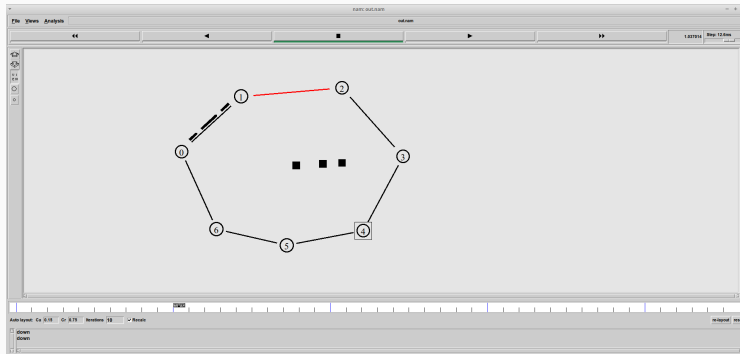 nam: out.nam
File Views Analysis
out.nam
1.037514 Step: 12.6ms
1
2
0
3
6
4
5
Auto layout: Ca 0.15 Cr 0.75 Iterations 10 Recalc
re-layout
down
down